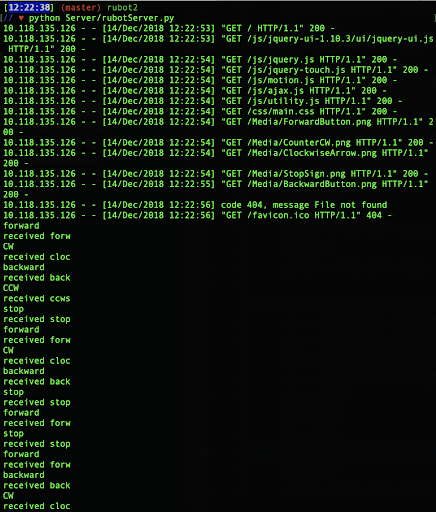 [12:22:38] (master) rubot2
[// ♥ python Server/rubotServer.py
10.118.135.126 - - [14/Dec/2018 12:22:53] "GET / HTTP/1.1" 200 -
10.118.135.126 - - [14/Dec/2018 12:22:53] "GET /js/jquery-ui-1.10.3/ui/jquery-ui.js
HTTP/1.1" 200 -
10.118.135.126 - - [14/Dec/2018 12:22:54] "GET /js/jquery.js HTTP/1.1" 200 -
10.118.135.126 - - [14/Dec/2018 12:22:54] "GET /js/jquery-touch.js HTTP/1.1" 200 -
10.118.135.126 - - [14/Dec/2018 12:22:54] "GET /js/motion.js HTTP/1.1" 200 -
10.118.135.126 - - [14/Dec/2018 12:22:54] "GET /js/ajax.js HTTP/1.1" 200 -
10.118.135.126 - - [14/Dec/2018 12:22:54] "GET /js/utility.js HTTP/1.1" 200 -
10.118.135.126 - - [14/Dec/2018 12:22:54] "GET /css/main.css HTTP/1.1" 200 -
10.118.135.126 - - [14/Dec/2018 12:22:54] "GET /Media/ForwardButton.png HTTP/1.1" 2
00 -
10.118.135.126 - - [14/Dec/2018 12:22:54] "GET /Media/CounterCW.png HTTP/1.1" 200 -
10.118.135.126 - - [14/Dec/2018 12:22:54] "GET /Media/ClockwiseArrow.png HTTP/1.1"
200 -
10.118.135.126 - - [14/Dec/2018 12:22:54] "GET /Media/StopSign.png HTTP/1.1" 200 -
10.118.135.126 - - [14/Dec/2018 12:22:55] "GET /Media/BackwardButton.png HTTP/1.1"
200 -
10.118.135.126 - - [14/Dec/2018 12:22:56] code 404, message File not found
10.118.135.126 - - [14/Dec/2018 12:22:56] "GET /favicon.ico HTTP/1.1" 404 -
forward
received forw
CW
received cloc
backward
received back
CCW
received ccws
stop
received stop
forward
received forw
CW
received cloc
backward
received back
stop
received stop
forward
received forw
stop
received stop
forward
received forw
backward
received back
CW
received cloc